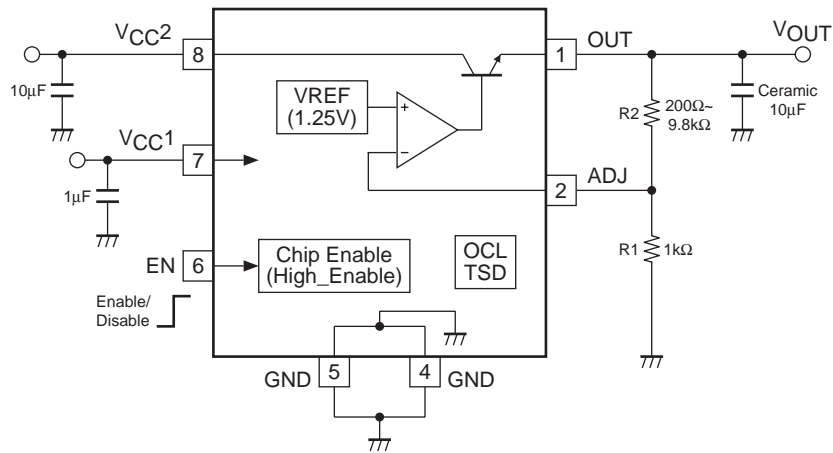 VCC2
8
10μF
VCC1
7
1μF
EN
6
Enable/
Disable
VREF
(1.25V)
+
−
Chip Enable
(High_Enable)
OCL
TSD
1
OUT
VOUT
R2
200Ω~
9.8kΩ
Ceramic
10μF
2
ADJ
R1
1kΩ
GND
5
4
GND